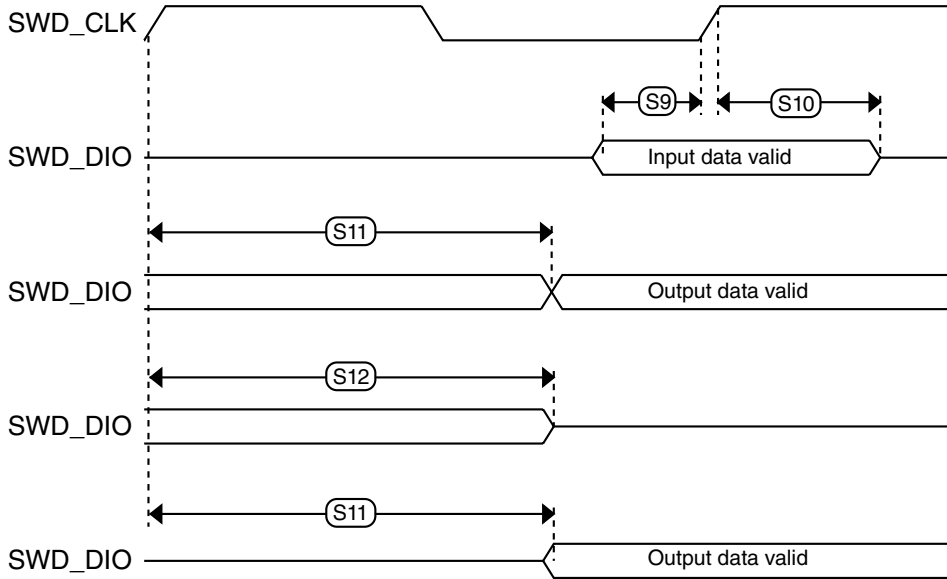 SWD_CLK
S9
S10
SWD_DIO
Input data valid
S11
SWD_DIO
Output data valid
S12
SWD_DIO
S11
SWD_DIO
Output data valid